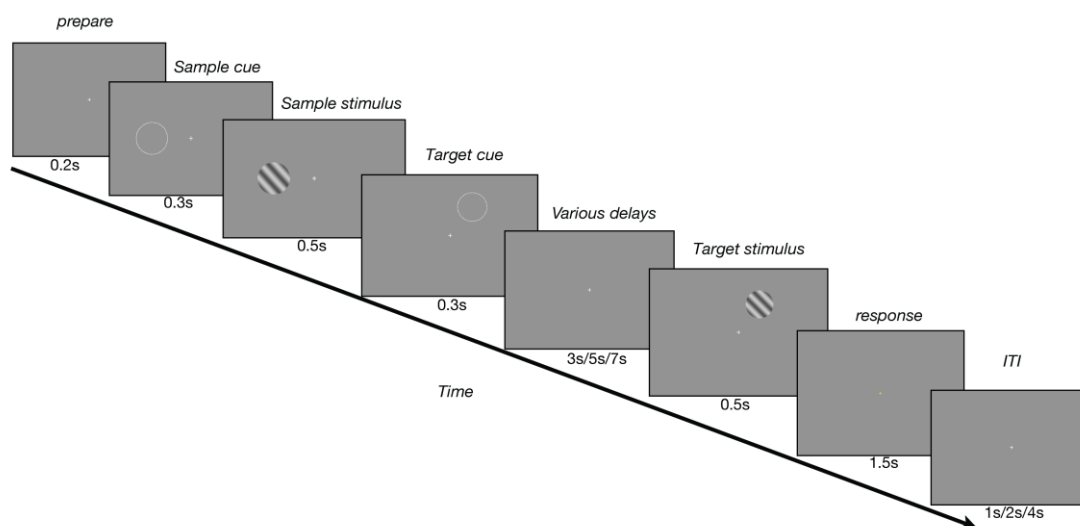 prepare
0.2s
Sample cue
0.3s
Sample stimulus
0.5s
Target cue
0.3s
Various delays
3s/5s/7s
Target stimulus
0.5s
response
1.5s
ITI
1s/2s/4s
Time